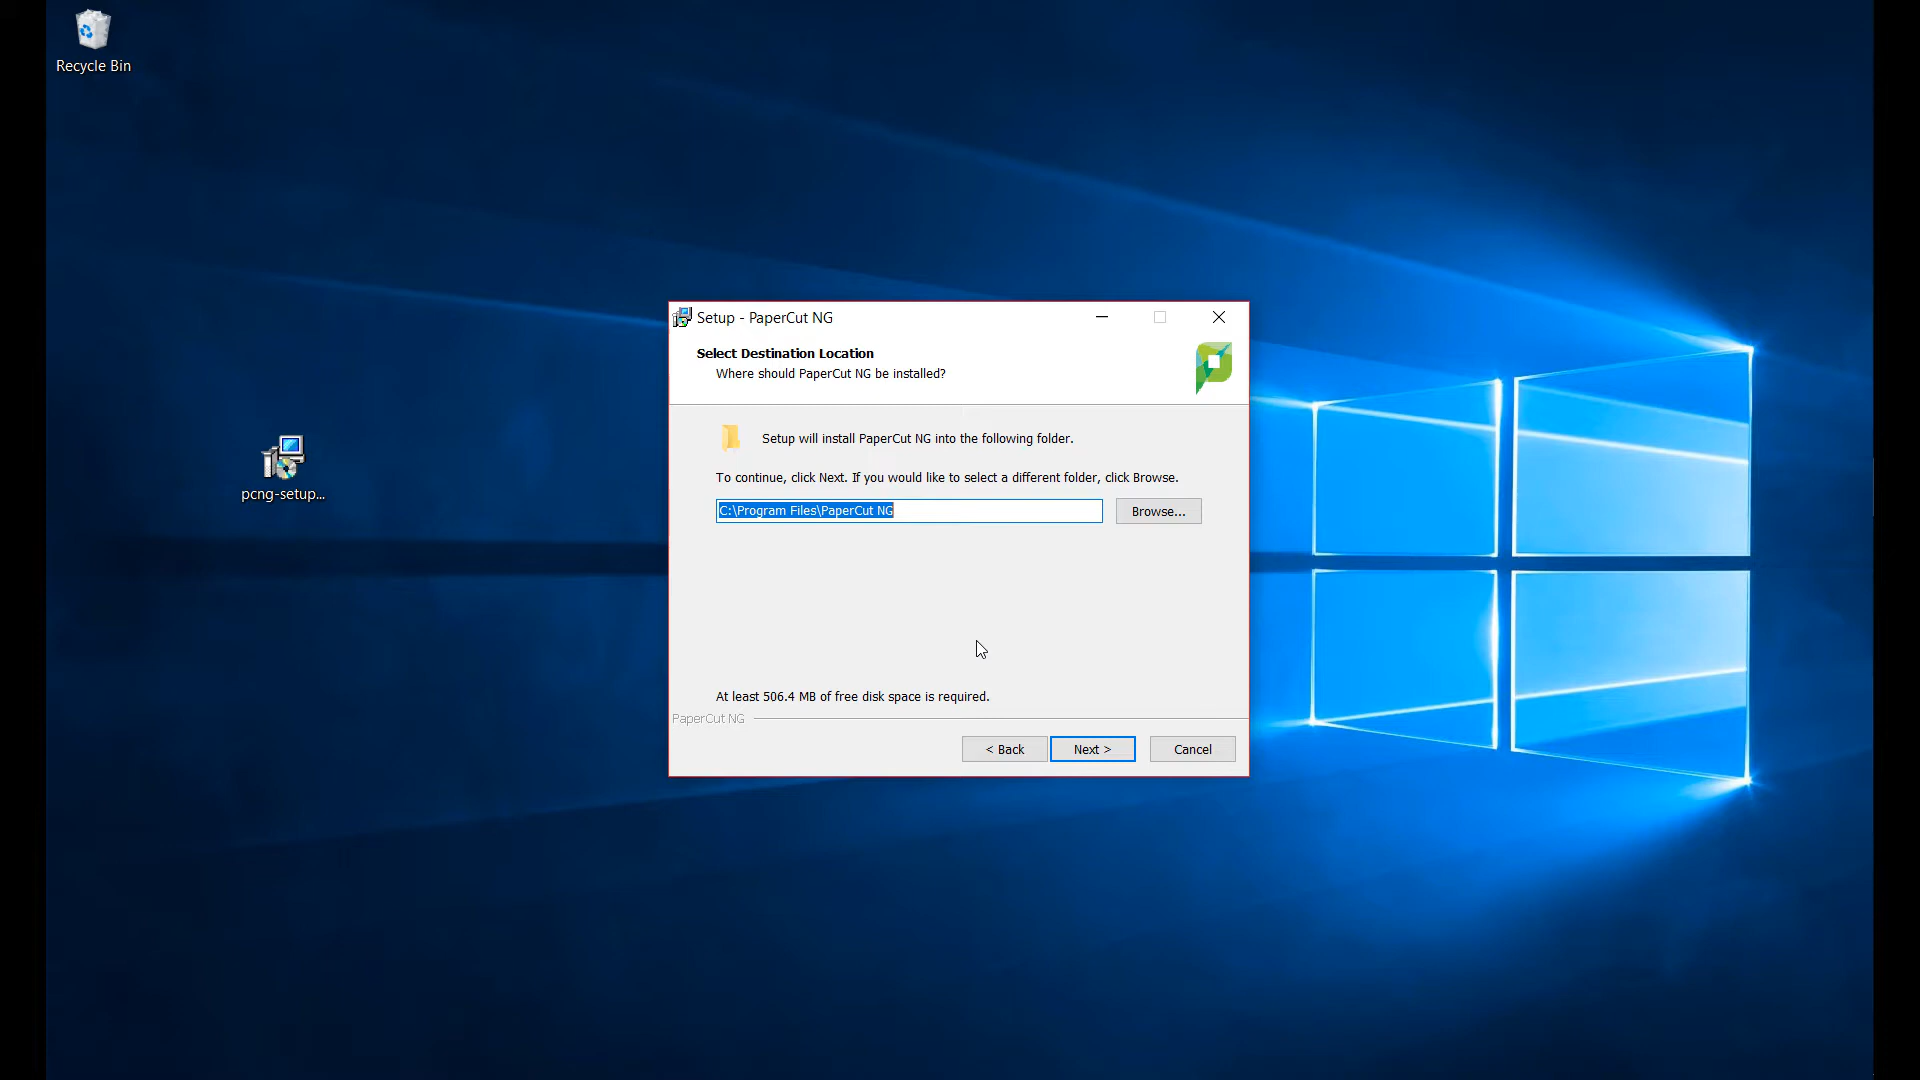 Recycle Bin
pcng-setup...
Setup - PaperCut NG
Select Destination Location
Where should PaperCut NG be installed?
Setup will install PaperCut NG into the following folder.
To continue, click Next. If you would like to select a different folder, click Browse.
C:\Program Files\PaperCut NG
Browse...
At least 506.4 MB of free disk space is required.
PaperCut NG
< Back
Next >
Cancel